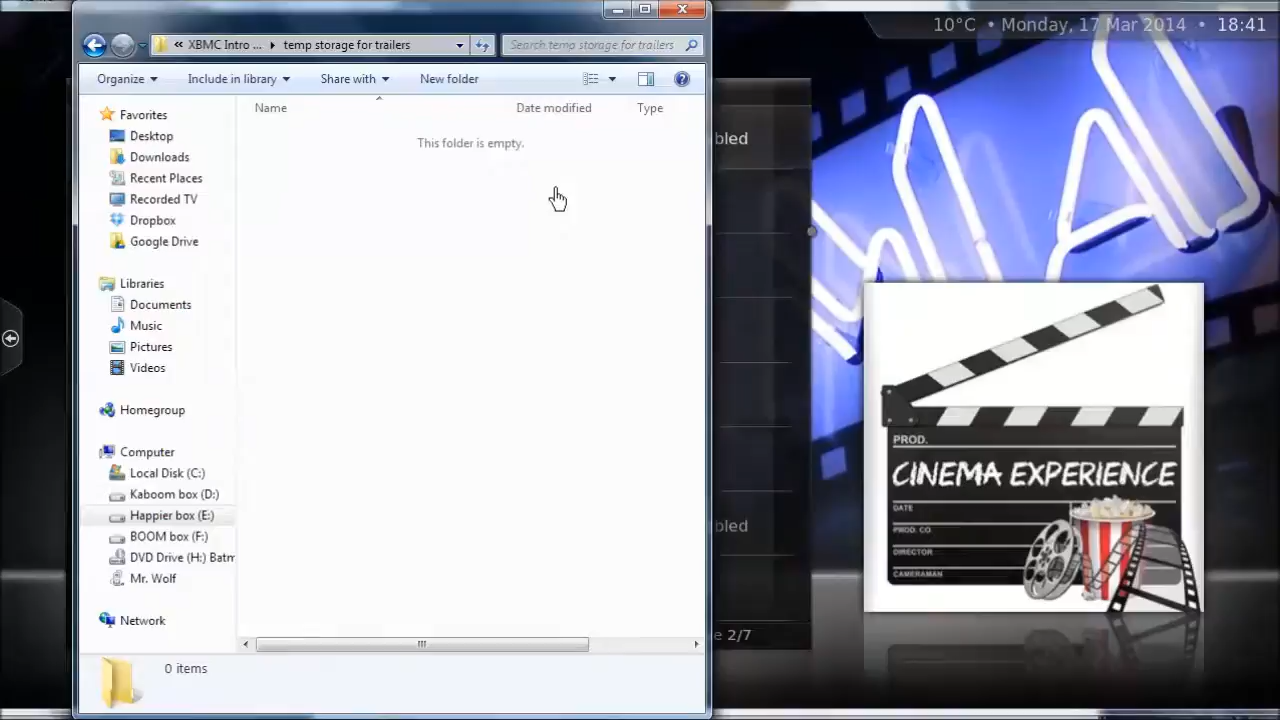 10°C • Monday, 17 Mar 2014 • 18:41
« XBMC Intro ... ▸ temp storage for trailers
Search temp storage for trailers
Organize
Include in library
Share with
New folder
Name
Date modified
Type
This folder is empty.
Favorites
Desktop
Downloads
Recent Places
Recorded TV
Dropbox
Google Drive
Libraries
Documents
Music
Pictures
Videos
Homegroup
Computer
Local Disk (C:)
Kaboom box (D:)
Happier box (E:)
BOOM box (F:)
DVD Drive (H:) Batm
Mr. Wolf
Network
0 items
bled
bled
e 2/7
PROD.
CINEMA EXPERIENCE
DATE
PROD. CO
DIRECTOR
CAMERAMAN